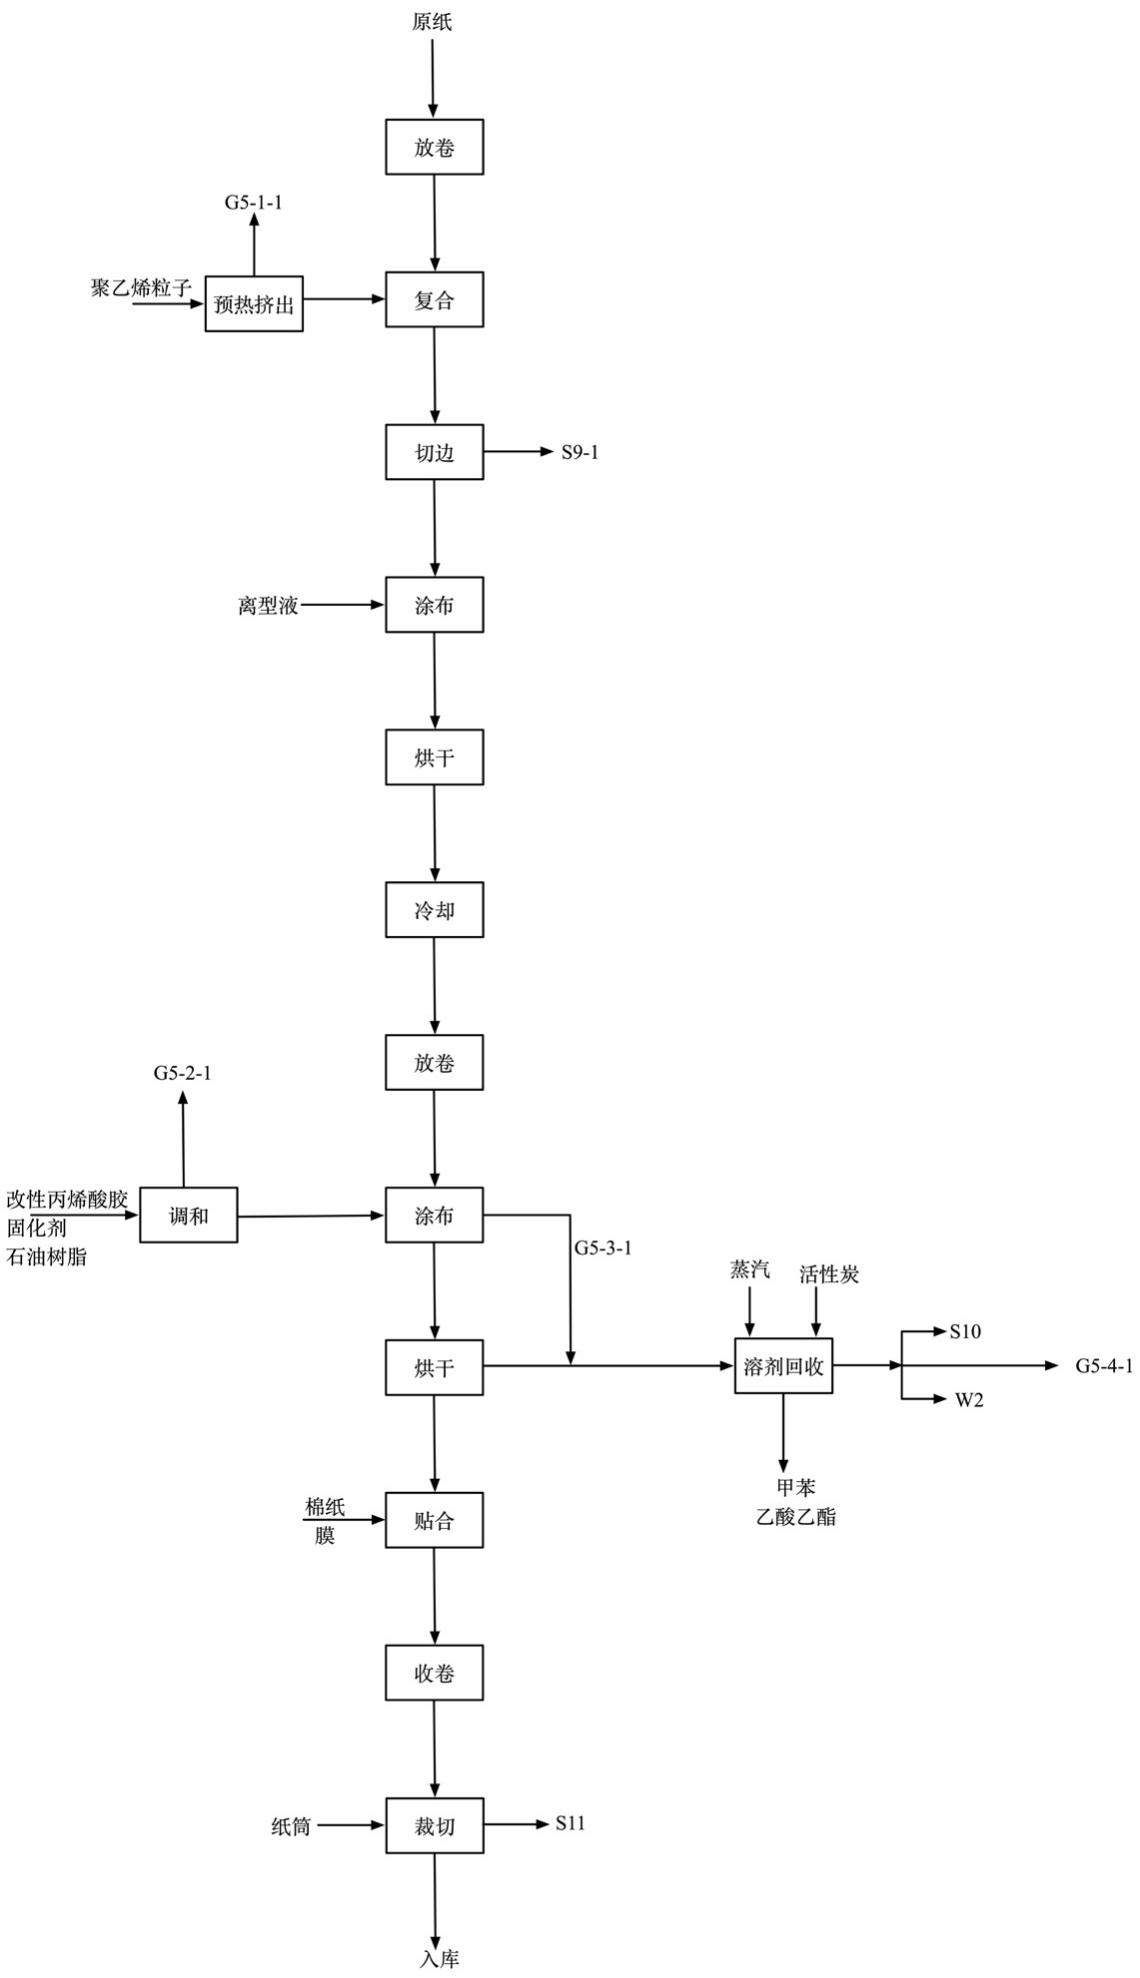 原纸
放卷
G5-1-1
聚乙烯粒子
预热挤出
复合
切边
S9-1
离型液
涂布
烘干
冷却
放卷
G5-2-1
改性丙烯酸胶
固化剂
石油树脂
调和
涂布
G5-3-1
蒸汽
活性炭
烘干
溶剂回收
S10
G5-4-1
W2
甲苯
乙酸乙酯
棉纸
膜
贴合
收卷
纸筒
裁切
S11
入库